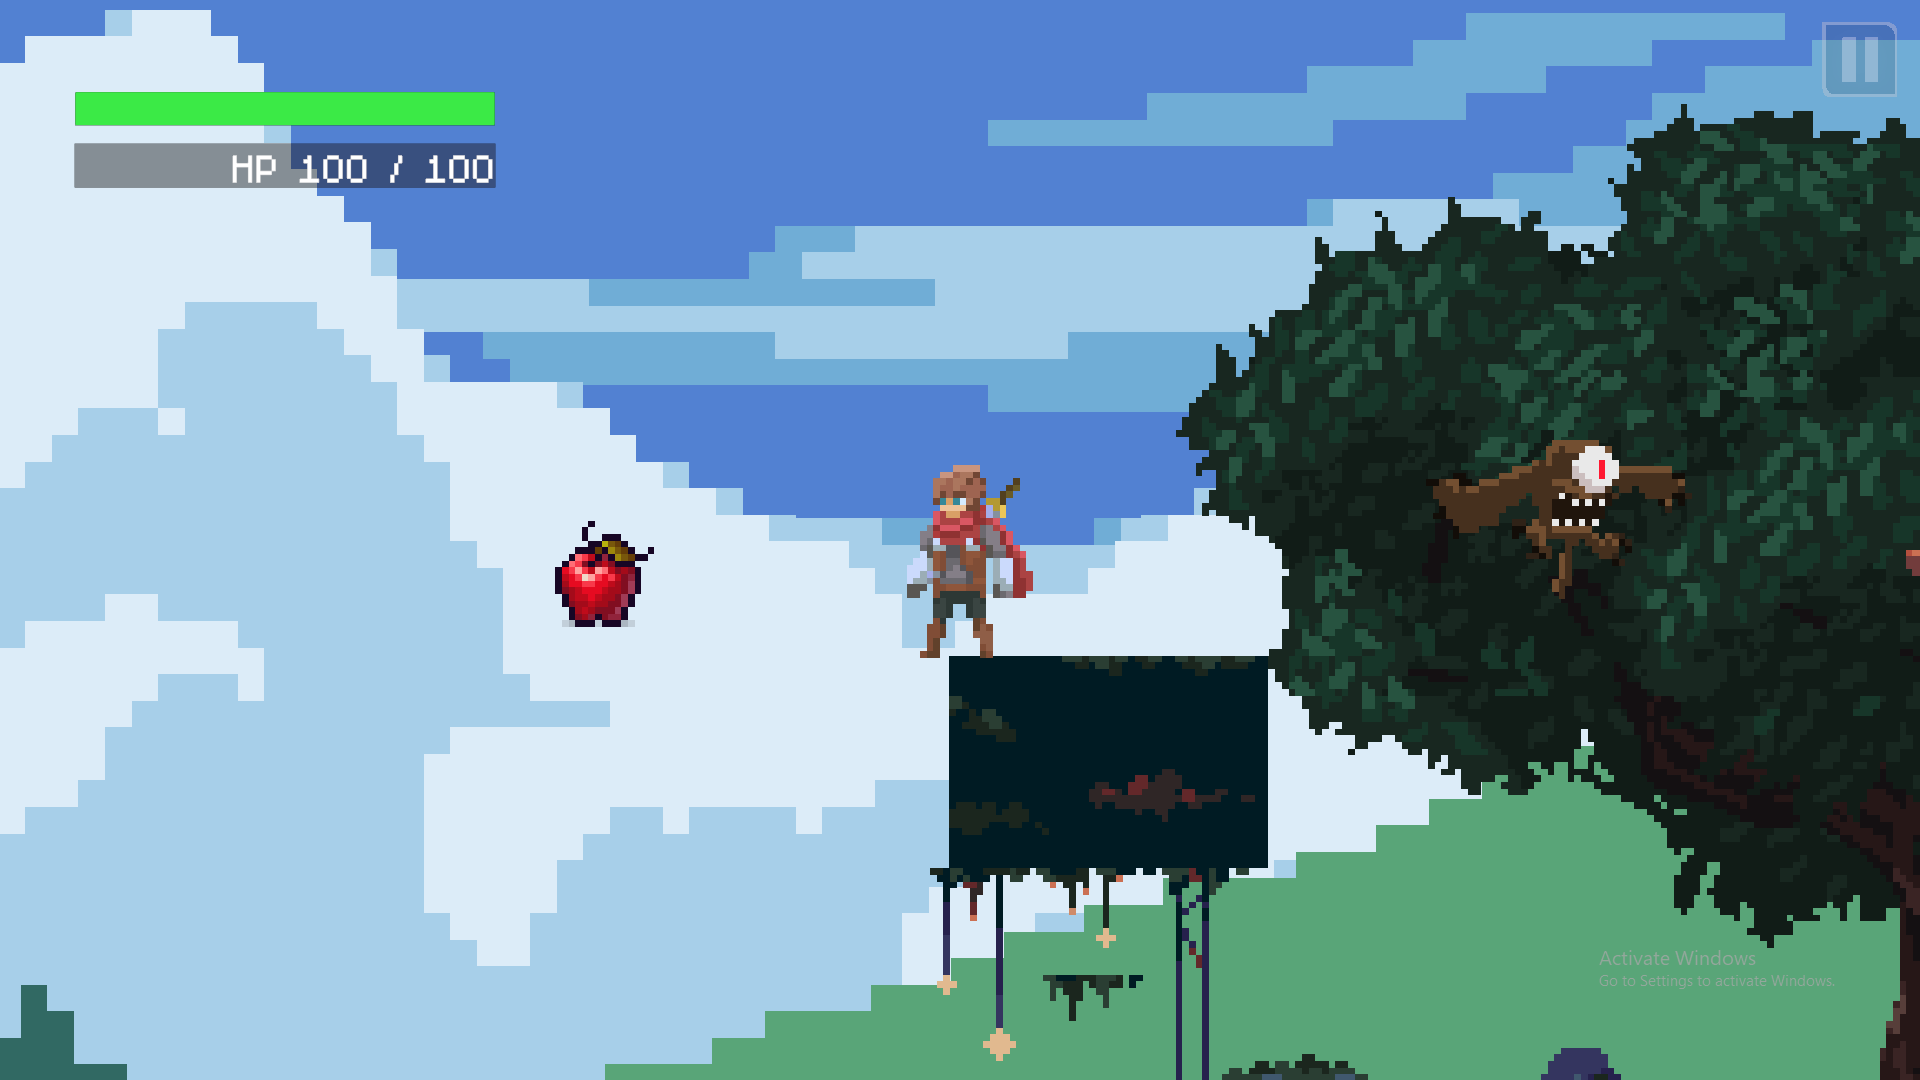 HP 100 / 100
Activate Windows
Go to Settings to activate Windows.